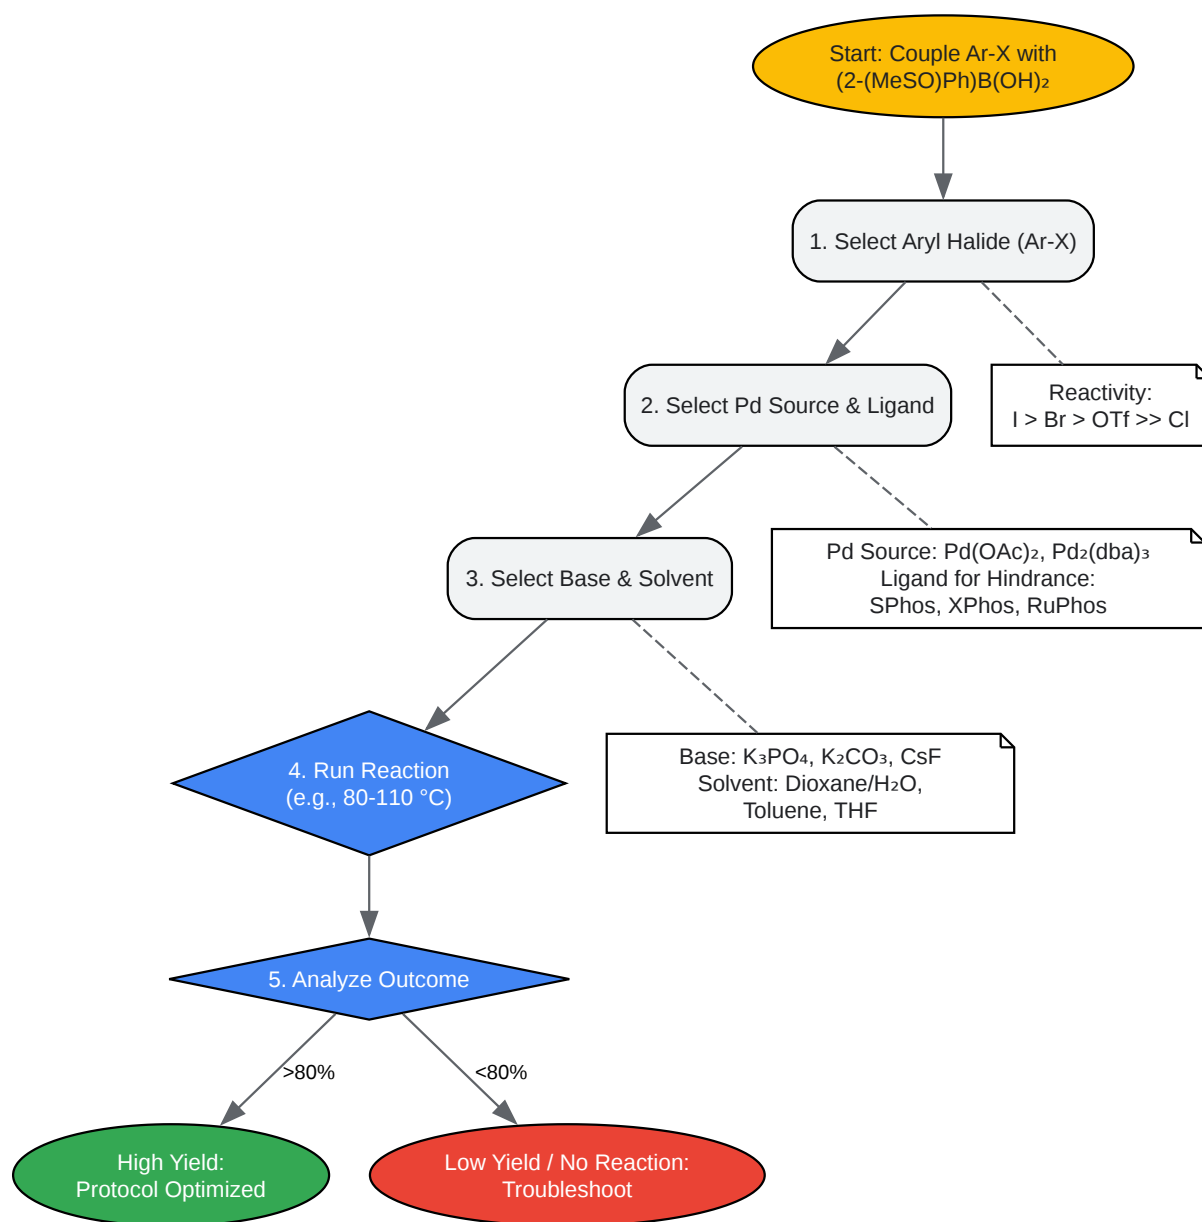 Start: Couple Ar-X with
(2-(MeSO)Ph)B(OH)₂
1. Select Aryl Halide (Ar-X)
2. Select Pd Source & Ligand
Reactivity:
I > Br > OTf >> Cl
3. Select Base & Solvent
Pd Source: Pd(OAc)₂, Pd₂(dba)₃
Ligand for Hindrance:
SPhos, XPhos, RuPhos
4. Run Reaction
(e.g., 80-110 °C)
Base: K₃PO₄, K₂CO₃, CsF
Solvent: Dioxane/H₂O,
Toluene, THF
5. Analyze Outcome
>80%
<80%
High Yield:
Protocol Optimized
Low Yield / No Reaction:
Troubleshoot